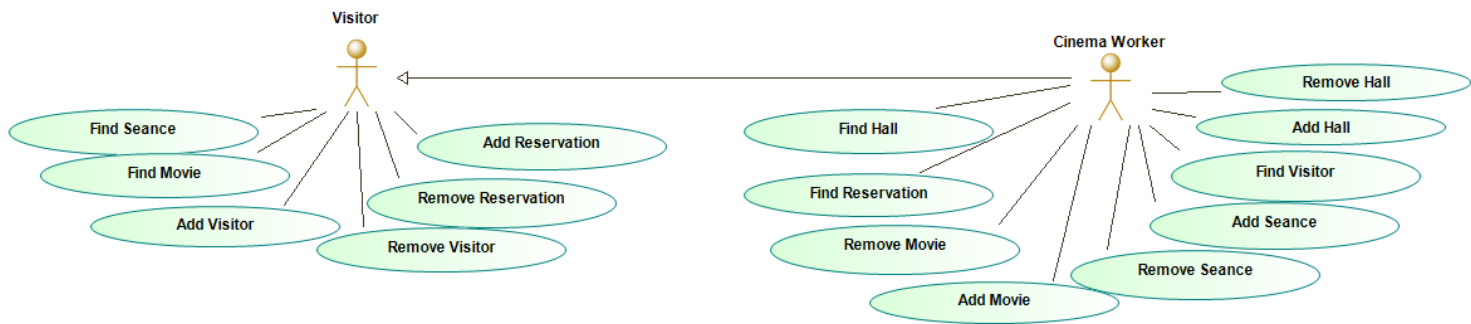 Visitor
Cinema Worker
Remove Hall
Find Seance
Add Hall
Find Hall
Add Reservation
Find Movie
Find Visitor
Find Reservation
Remove Reservation
Add Visitor
Add Seance
Remove Visitor
Remove Movie
Remove Seance
Add Movie